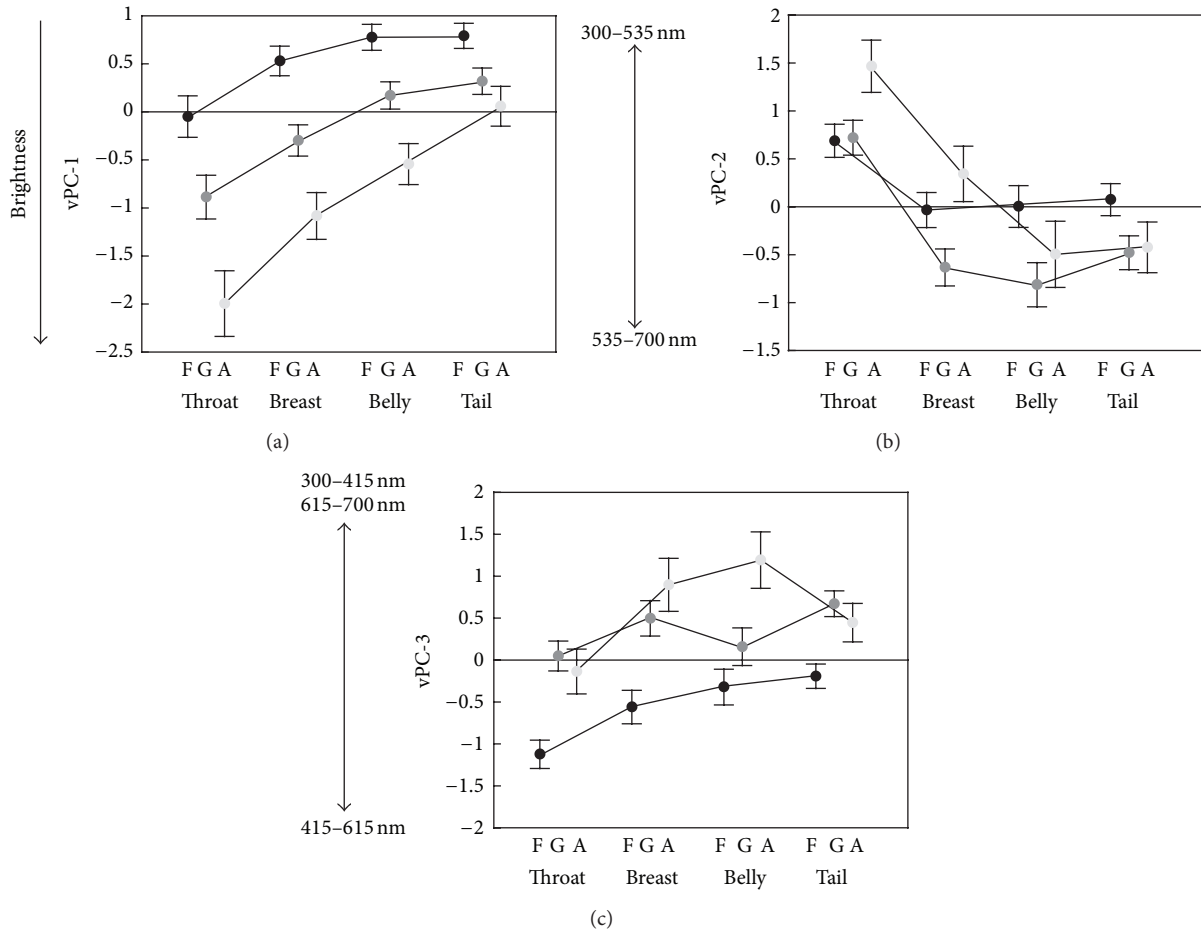 1
0.5
0
−0.5
−1
−1.5
−2
−2.5
Brightness
vPC-1
F G A F G A F G A F G A
Throat Breast Belly Tail
(a)
300–535 nm
535–700 nm
2
1.5
1
0.5
0
−0.5
−1
−1.5
vPC-2
F G A F G A F G A F G A
Throat Breast Belly Tail
(b)
300–415 nm
615–700 nm
415–615 nm
2
1.5
1
0.5
0
−0.5
−1
−1.5
−2
vPC-3
F G A F G A F G A F G A
Throat Breast Belly Tail
(c)